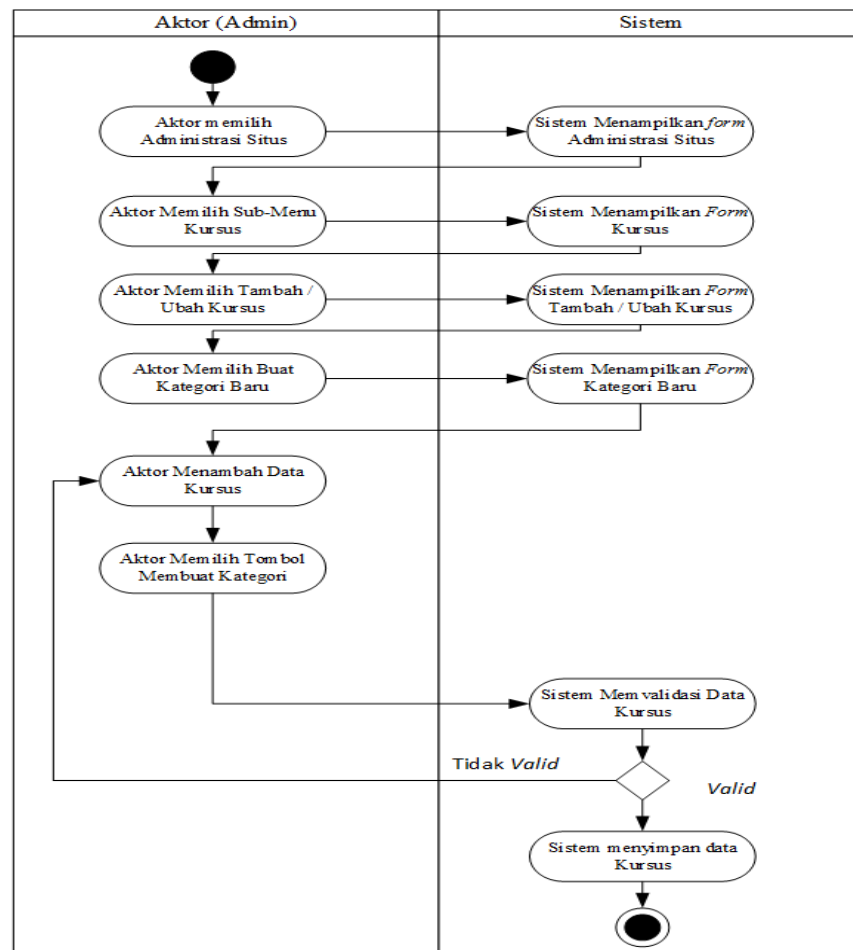 Aktor (Admin)
Sistem
Aktor memilih
Administrasi Situs
Sistem Menampilkan form
Administrasi Situs
Aktor Memilih Sub-Menu
Kursus
Sistem Menampilkan Form
Kursus
Aktor Memilih Tambah /
Ubah Kursus
Sistem Menampilkan Form
Tambah / Ubah Kursus
Aktor Memilih Buat
Kategori Baru
Sistem Menampilkan Form
Kategori Baru
Aktor Menambah Data
Kursus
Aktor Memilih Tombol
Membuat Kategori
Sistem Memvalidasi Data
Kursus
Tidak Valid
Valid
Sistem menyimpan data
Kursus